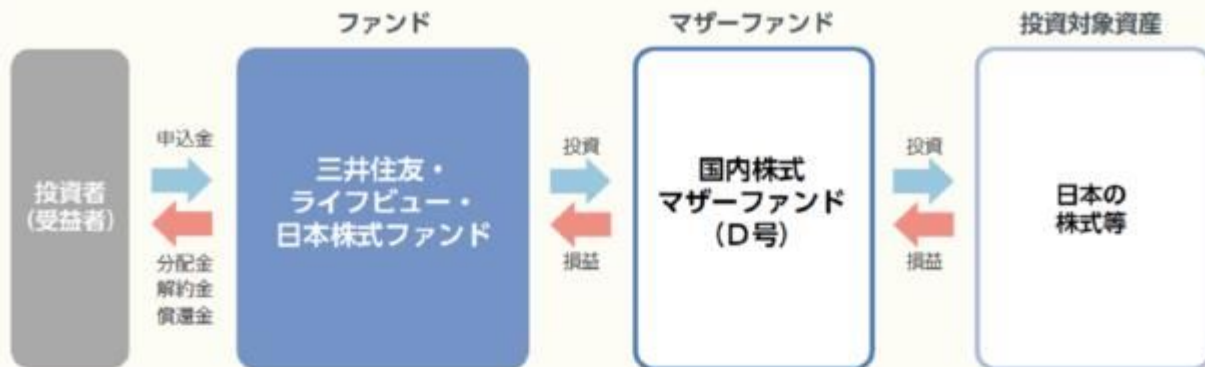 ファンド
マザーファンド
投資対象資産
投資者
（受益者）
申込金
分配金
解約金
償還金
三井住友・
ライフビュー・
日本株式ファンド
投資
損益
国内株式
マザーファンド
（D号）
投資
損益
日本の
株式等